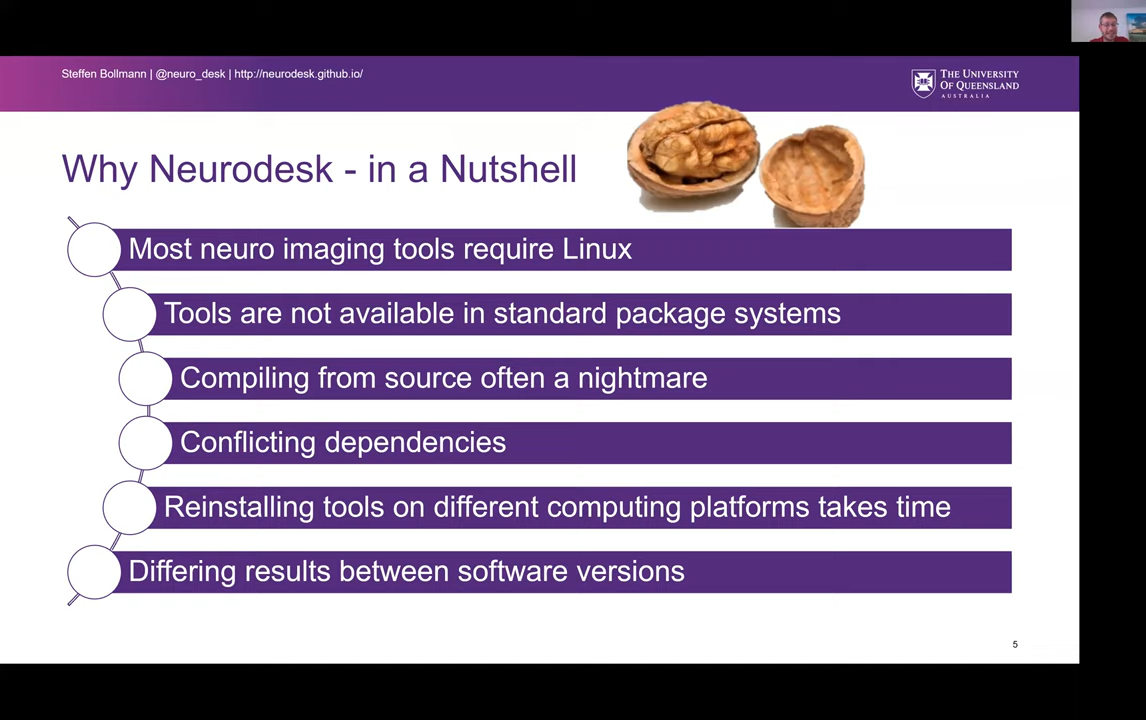 Steffen Bollmann | @neuro_desk | http://neurodesk.github.io/
THE UNIVERSITY
OF QUEENSLAND
AUSTRALIA
Why Neurodesk - in a Nutshell
Most neuro imaging tools require Linux
Tools are not available in standard package systems
Compiling from source often a nightmare
Conflicting dependencies
Reinstalling tools on different computing platforms takes time
Differing results between software versions
5